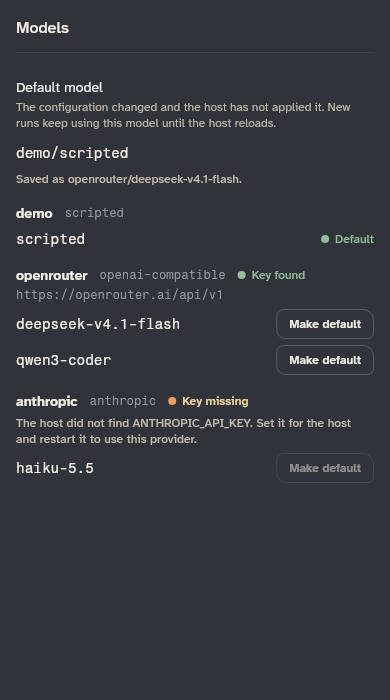 Models
Default model
The configuration changed and the host has not applied it. New
runs keep using this model until the host reloads.
demo/scripted
Saved as openrouter/deepseek-v4.1-flash.
demo scripted
scripted Default
openrouter openai-compatible Key found
https://openrouter.ai/api/v1
deepseek-v4.1-flash Make default
qwen3-coder Make default
anthropic anthropic Key missing
The host did not find ANTHROPIC_API_KEY. Set it for the host
and restart it to use this provider.
haiku-5.5 Make default